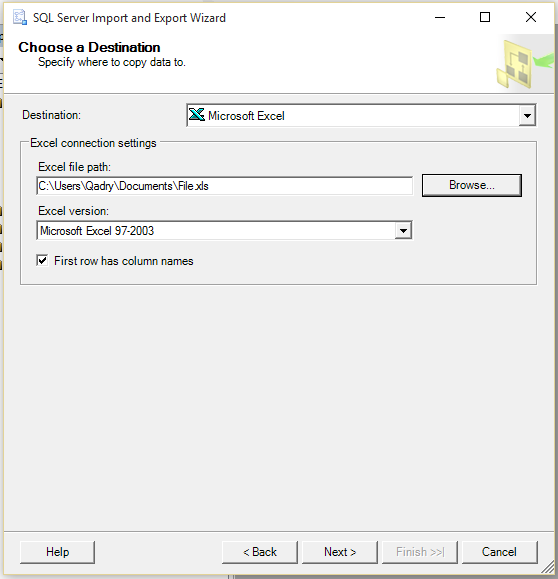 SQL Server Import and Export Wizard
Choose a Destination
Specify where to copy data to.
Destination:
Microsoft Excel
Excel connection settings
Excel file path:
C:\Users\Qadry\Documents\File.xls
Browse...
Excel version:
Microsoft Excel 97-2003
First row has column names
Help
< Back
Next >
Finish >>|
Cancel